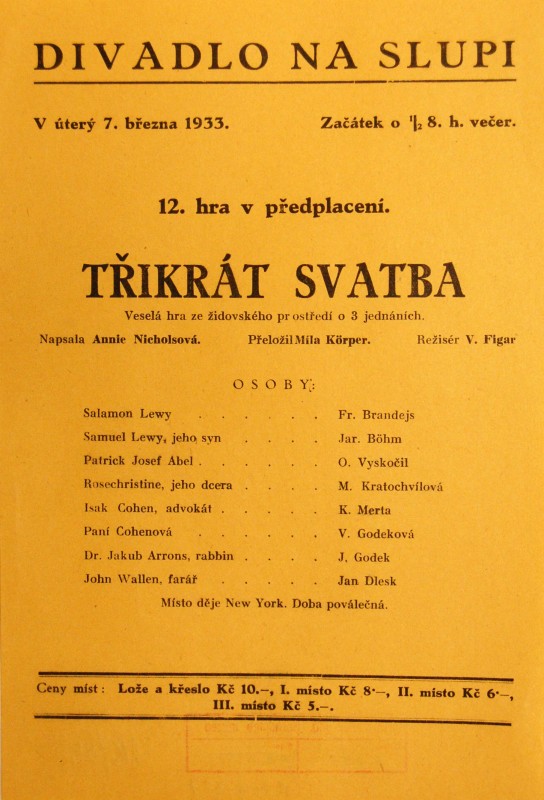 DIVADLO NA SLUPI
V úterý 7. března 1933. Začátek o ½ 8. h. večer.
12. hra v předplacení.
TŘIKRÁT SVATBA
Veselá hra ze židovského prostředí o 3 jednáních.
Napsala Annie Nicholsová. Přeložil Míla Körper. Režisér V. Figar
OSOBY:
Salamon Lewy . . . . . . Fr. Brandejs
Samuel Lewy, jeho syn . . . . Jar. Böhm
Patrick Josef Abel . . . . . . O. Vyskočil
Rosechristine, jeho dcera . . . . M. Kratochvílová
Isak Cohen, advokát . . . . . K. Merta
Paní Cohenová . . . . . . V. Godeková
Dr. Jakub Arrons, rabbin . . . . J. Godek
John Wallen, farář . . . . . Jan Dlesk
Místo děje New York. Doba poválečná.
Ceny míst: Lože a křeslo Kč 10.–, I. místo Kč 8·–, II. místo Kč 6·–,
III. místo Kč 5.–.